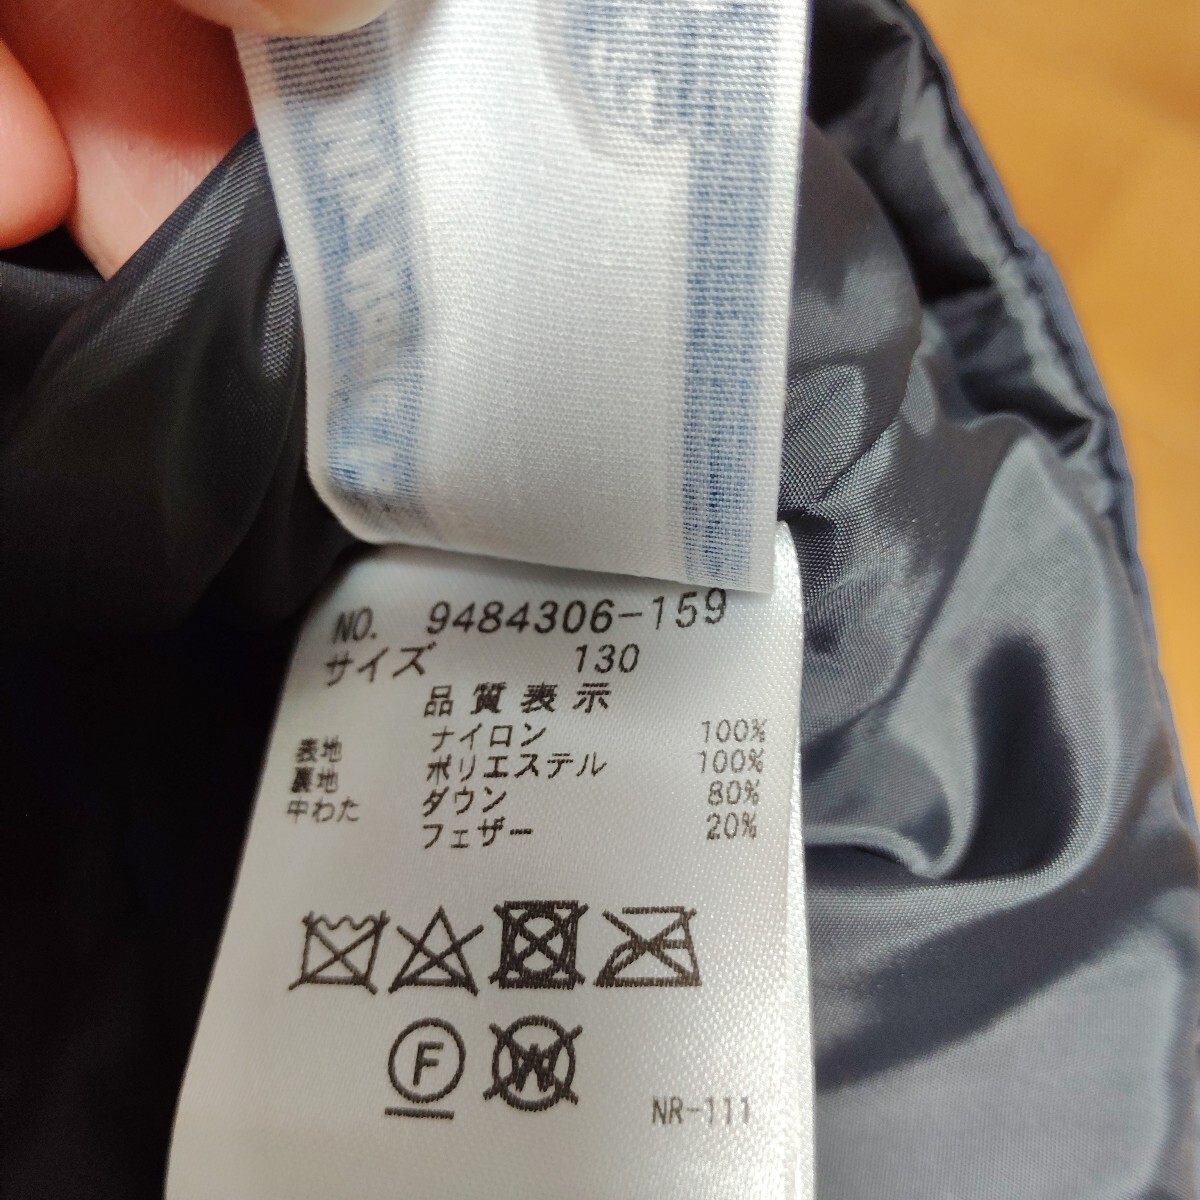 NO. 9484306-159
サイズ 130
品質表示
表地 ナイロン 100%
裏地 ポリエステル 100%
中わた ダウン 80%
フェザー 20%
F W
NR-111